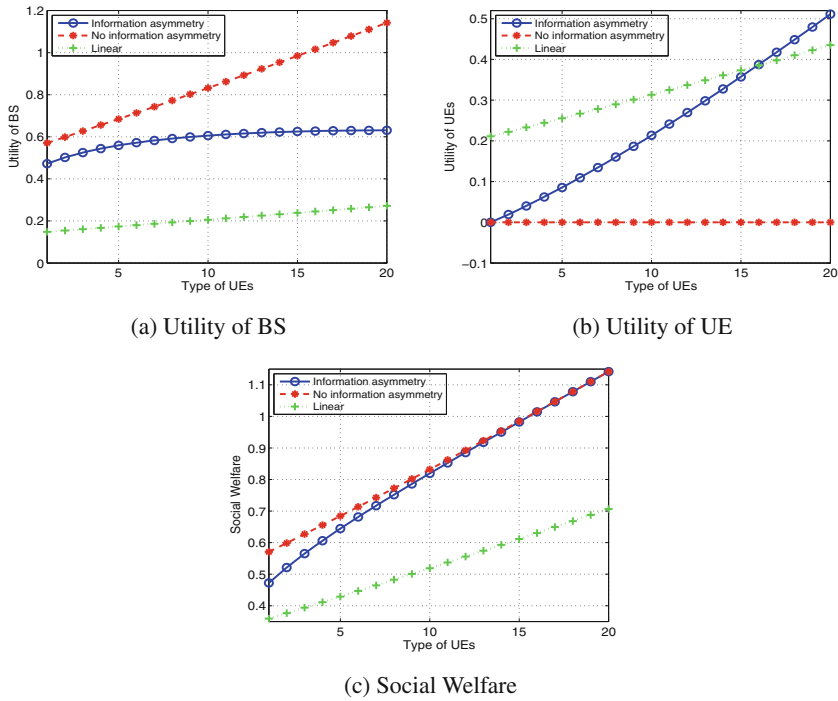 Information asymmetry
No information asymmetry
Linear
1.2
1
0.8
0.6
0.4
0.2
0
Utility of BS
5
10
15
20
Type of UEs
(a) Utility of BS
Information asymmetry
No information asymmetry
Linear
0.5
0.4
0.3
0.2
0.1
0
−0.1
Utility of UEs
5
10
15
20
Type of UEs
(b) Utility of UE
Information asymmetry
No information asymmetry
Linear
1.1
1
0.9
0.8
0.7
0.6
0.5
0.4
Social Welfare
5
10
15
20
Type of UEs
(c) Social Welfare